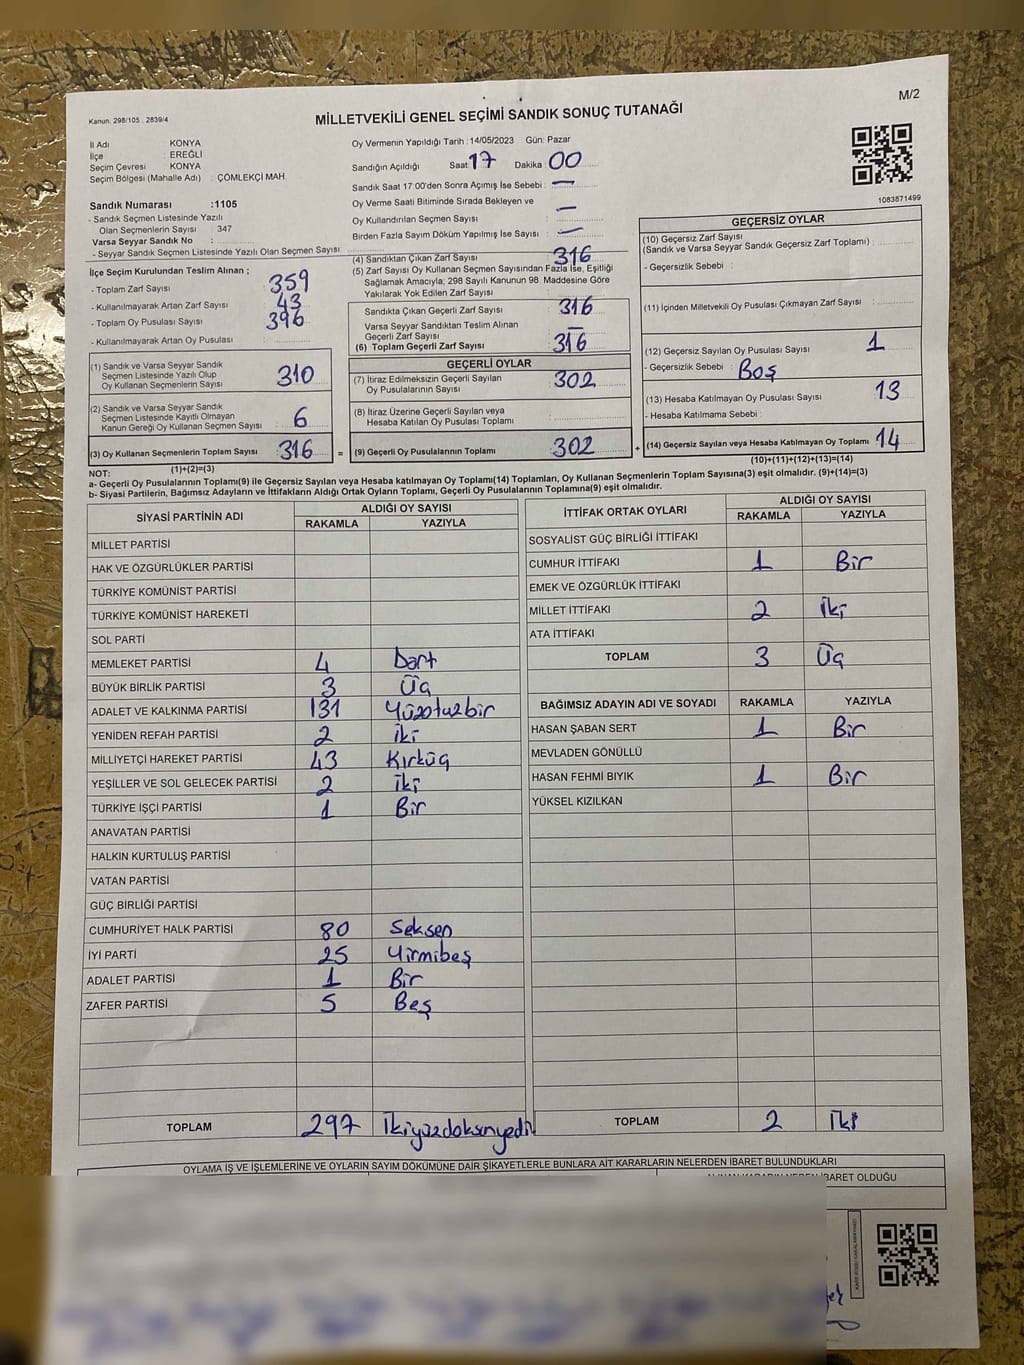 M/2
Kanun: 298/105 , 2839/4
MİLLETVEKİLİ GENEL SEÇİMİ SANDIK SONUÇ TUTANAĞI
İl Adı KONYA
İlçe : EREĞLİ
Seçim Çevresi KONYA
Seçim Bölgesi (Mahalle Adı) : ÇÖMLEKÇİ MAH.
Sandık Numarası :1105
- Sandık Seçmen Listesinde Yazılı
Olan Seçmenlerin Sayısı : 347
Varsa Seyyar Sandık No :
- Seyyar Sandık Seçmen Listesinde Yazılı Olan Seçmen Sayısı:
Oy Vermenin Yapıldığı Tarih :14/05/2023 Gün: Pazar
Sandığın Açıldığı Saat 17 Dakika 00
Sandık Saat 17:00'den Sonra Açımış İse Sebebi : —
Oy Verme Saati Bitiminde Sırada Bekleyen ve
Oy Kullandırılan Seçmen Sayısı : —
Birden Fazla Sayım Döküm Yapılmış İse Sayısı : —
1083871499
İlçe Seçim Kurulundan Teslim Alınan ;
- Toplam Zarf Sayısı 359
- Kullanılmayarak Artan Zarf Sayısı 43
- Toplam Oy Pusulası Sayısı 396
- Kullanılmayarak Artan Oy Pusulası :
(4) Sandıktan Çıkan Zarf Sayısı : 316
(5) Zarf Sayısı Oy Kullanan Seçmen Sayısından Fazla İse, Eşitliği
Sağlamak Amacıyla; 298 Sayılı Kanunun 98. Maddesine Göre
Yakılarak Yok Edilen Zarf Sayısı
Sandıkta Çıkan Geçerli Zarf Sayısı : 316
Varsa Seyyar Sandıktan Teslim Alınan
Geçerli Zarf Sayısı : —
(6) Toplam Geçerli Zarf Sayısı : 316
GEÇERSİZ OYLAR
(10) Geçersiz Zarf Sayısı
(Sandık ve Varsa Seyyar Sandık Geçersiz Zarf Toplamı) :
- Geçersizlik Sebebi :
(11) İçinden Milletvekili Oy Pusulası Çıkmayan Zarf Sayısı :
(12) Geçersiz Sayılan Oy Pusulası Sayısı : 1
- Geçersizlik Sebebi : Boş
(13) Hesaba Katılmayan Oy Pusulası Sayısı : 13
- Hesaba Katılmama Sebebi :
(14) Geçersiz Sayılan veya Hesaba Katılmayan Oy Toplamı : 14
(10)+(11)+(12)+(13)=(14)
(1) Sandık ve Varsa Seyyar Sandık
Seçmen Listesinde Yazılı Olup
Oy Kullanan Seçmenlerin Sayısı : 310
(2) Sandık ve Varsa Seyyar Sandık
Seçmen Listesinde Kayıtlı Olmayan
Kanun Gereği Oy Kullanan Seçmen Sayısı : 6
(3) Oy Kullanan Seçmenlerin Toplam Sayısı : 316
(1)+(2)=(3)
=
GEÇERLİ OYLAR
(7) İtiraz Edilmeksizin Geçerli Sayılan
Oy Pusulalarının Sayısı : 302
(8) İtiraz Üzerine Geçerli Sayılan veya
Hesaba Katılan Oy Pusulası Toplamı :
(9) Geçerli Oy Pusulalarının Toplamı : 302
+
NOT:
a- Geçerli Oy Pusulasının Toplamı(9) ile Geçersiz Sayılan veya Hesaba katılmayan Oy Toplamı(14) Toplamları, Oy Kullanan Seçmenlerin Toplam Sayısına(3) eşit olmalıdır. (9)+(14)=(3)
b- Siyasi Partilerin, Bağımsız Adayların ve İttifakların Aldığı Ortak Oyların Toplamı, Geçerli Oy Pusulalarının Toplamına(9) eşit olmalıdır.
SİYASİ PARTİNİN ADI ALDIĞI OY SAYISI
RAKAMLA YAZIYLA
MİLLET PARTİSİ
HAK VE ÖZGÜRLÜKLER PARTİSİ
TÜRKİYE KOMÜNİST PARTİSİ
TÜRKİYE KOMÜNİST HAREKETİ
SOL PARTİ
MEMLEKET PARTİSİ 4 Dört
BÜYÜK BİRLİK PARTİSİ 3 Üç
ADALET VE KALKINMA PARTİSİ 131 Yüzotuzbir
YENİDEN REFAH PARTİSİ 2 İki
MİLLİYETÇİ HAREKET PARTİSİ 43 Kırküç
YEŞİLLER VE SOL GELECEK PARTİSİ 2 İki
TÜRKİYE İŞÇİ PARTİSİ 1 Bir
ANAVATAN PARTİSİ
HALKIN KURTULUŞ PARTİSİ
VATAN PARTİSİ
GÜÇ BİRLİĞİ PARTİSİ
CUMHURİYET HALK PARTİSİ 80 Seksen
İYİ PARTİ 25 Yirmibeş
ADALET PARTİSİ 1 Bir
ZAFER PARTİSİ 5 Beş
TOPLAM 297 İkiyüzdoksanyedi
İTTİFAK ORTAK OYLARI ALDIĞI OY SAYISI
RAKAMLA YAZIYLA
SOSYALİST GÜÇ BİRLİĞİ İTTİFAKI
CUMHUR İTTİFAKI 1 Bir
EMEK VE ÖZGÜRLÜK İTTİFAKI
MİLLET İTTİFAKI 2 İki
ATA İTTİFAKI
TOPLAM 3 Üç
BAĞIMSIZ ADAYIN ADI VE SOYADI RAKAMLA YAZIYLA
HASAN ŞABAN SERT 1 Bir
MEVLADEN GÖNÜLLÜ
HASAN FEHMİ BIYIK 1 Bir
YÜKSEL KIZILKAN
TOPLAM 2 İki
OYLAMA İŞ VE İŞLEMLERİNE VE OYLARIN SAYIM DÖKÜMÜNE DAİR ŞİKAYETLERLE BUNLARA AİT KARARLARIN NELERDEN İBARET BULUNDUKLARI
ALINAN KARARIN NEDEN İBARET OLDUĞU